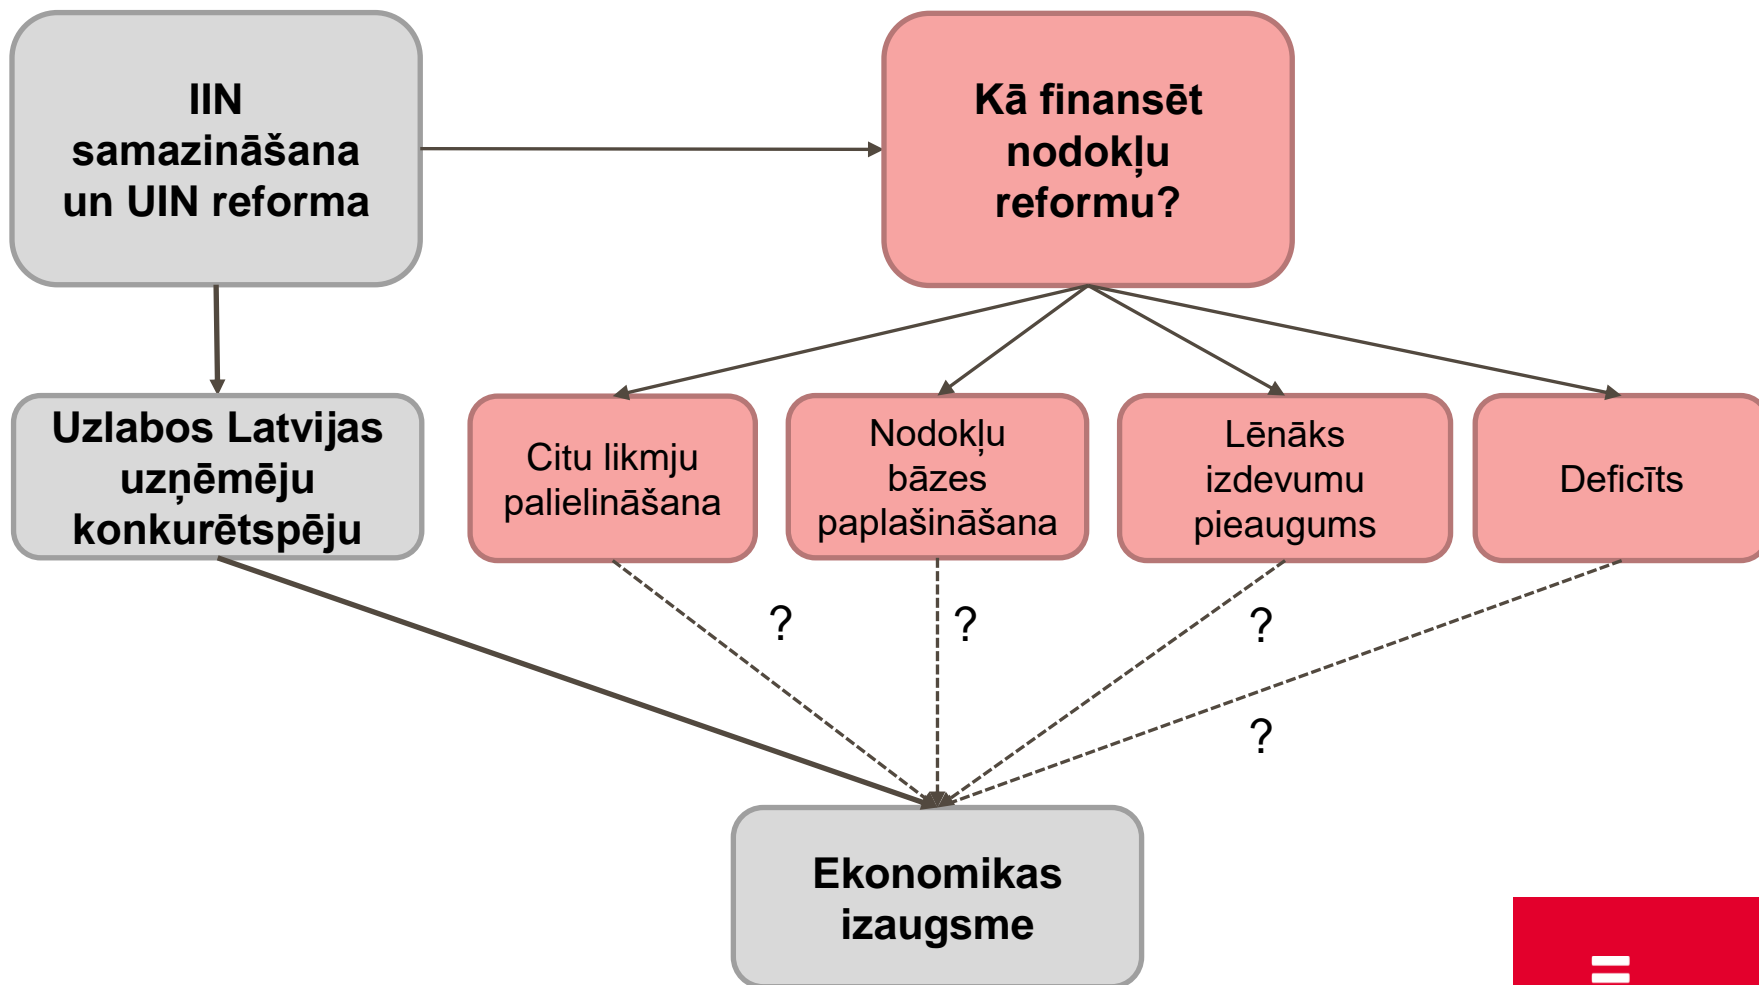 IIN
samazināšana
un UIN reforma
Kā finansēt
nodokļu
reformu?
Uzlabos Latvijas
uzņēmēju
konkurētspēju
Citu likmju
palielināšana
Nodokļu
bāzes
paplašināšana
Lēnāks
izdevumu
pieaugums
Deficīts
?
?
?
?
Ekonomikas
izaugsme